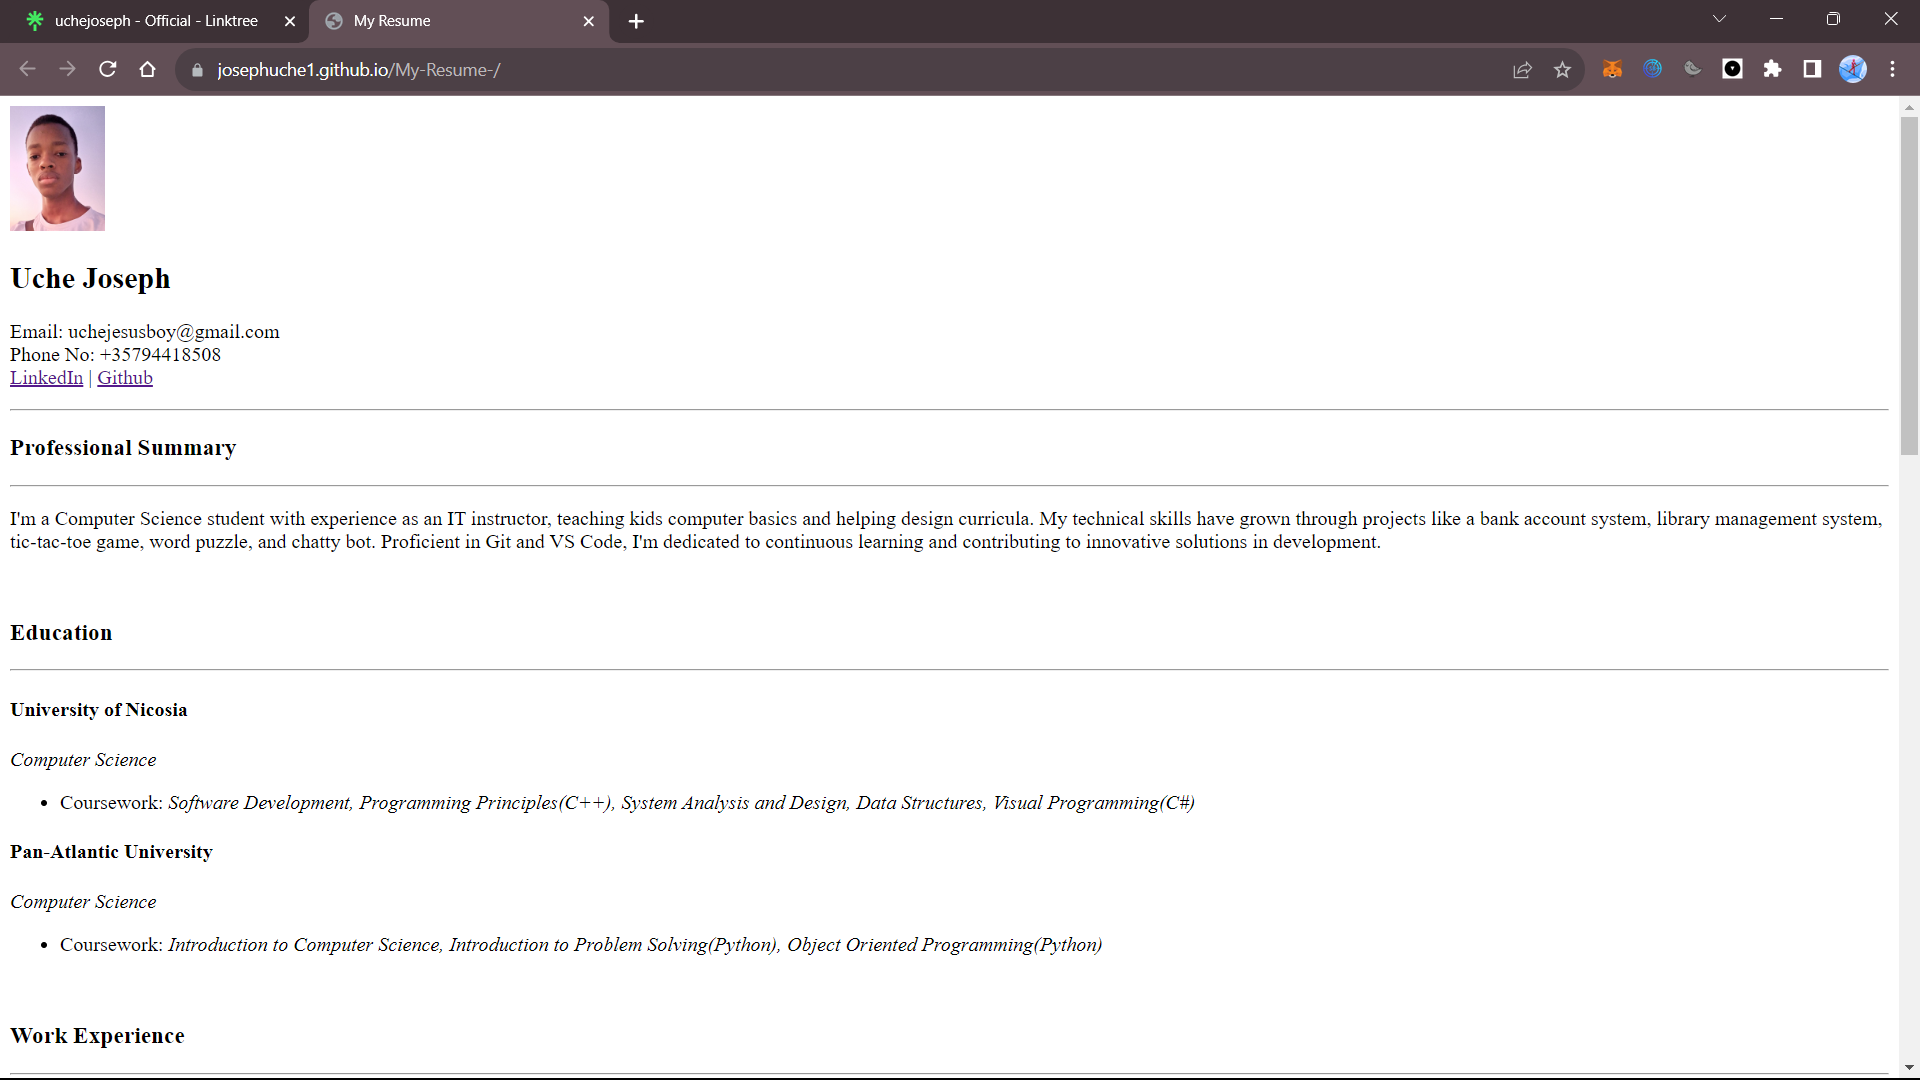 uchejoseph - Official - Linktree
My Resume
josephuche1.github.io/My-Resume-/
Uche Joseph
Email: uchejesusboy@gmail.com
Phone No: +35794418508
LinkedIn | Github
Professional Summary
I'm a Computer Science student with experience as an IT instructor, teaching kids computer basics and helping design curricula. My technical skills have grown through projects like a bank account system, library management system,
tic-tac-toe game, word puzzle, and chatty bot. Proficient in Git and VS Code, I'm dedicated to continuous learning and contributing to innovative solutions in development.
Education
University of Nicosia
Computer Science
• Coursework: Software Development, Programming Principles(C++), System Analysis and Design, Data Structures, Visual Programming(C#)
Pan-Atlantic University
Computer Science
• Coursework: Introduction to Computer Science, Introduction to Problem Solving(Python), Object Oriented Programming(Python)
Work Experience